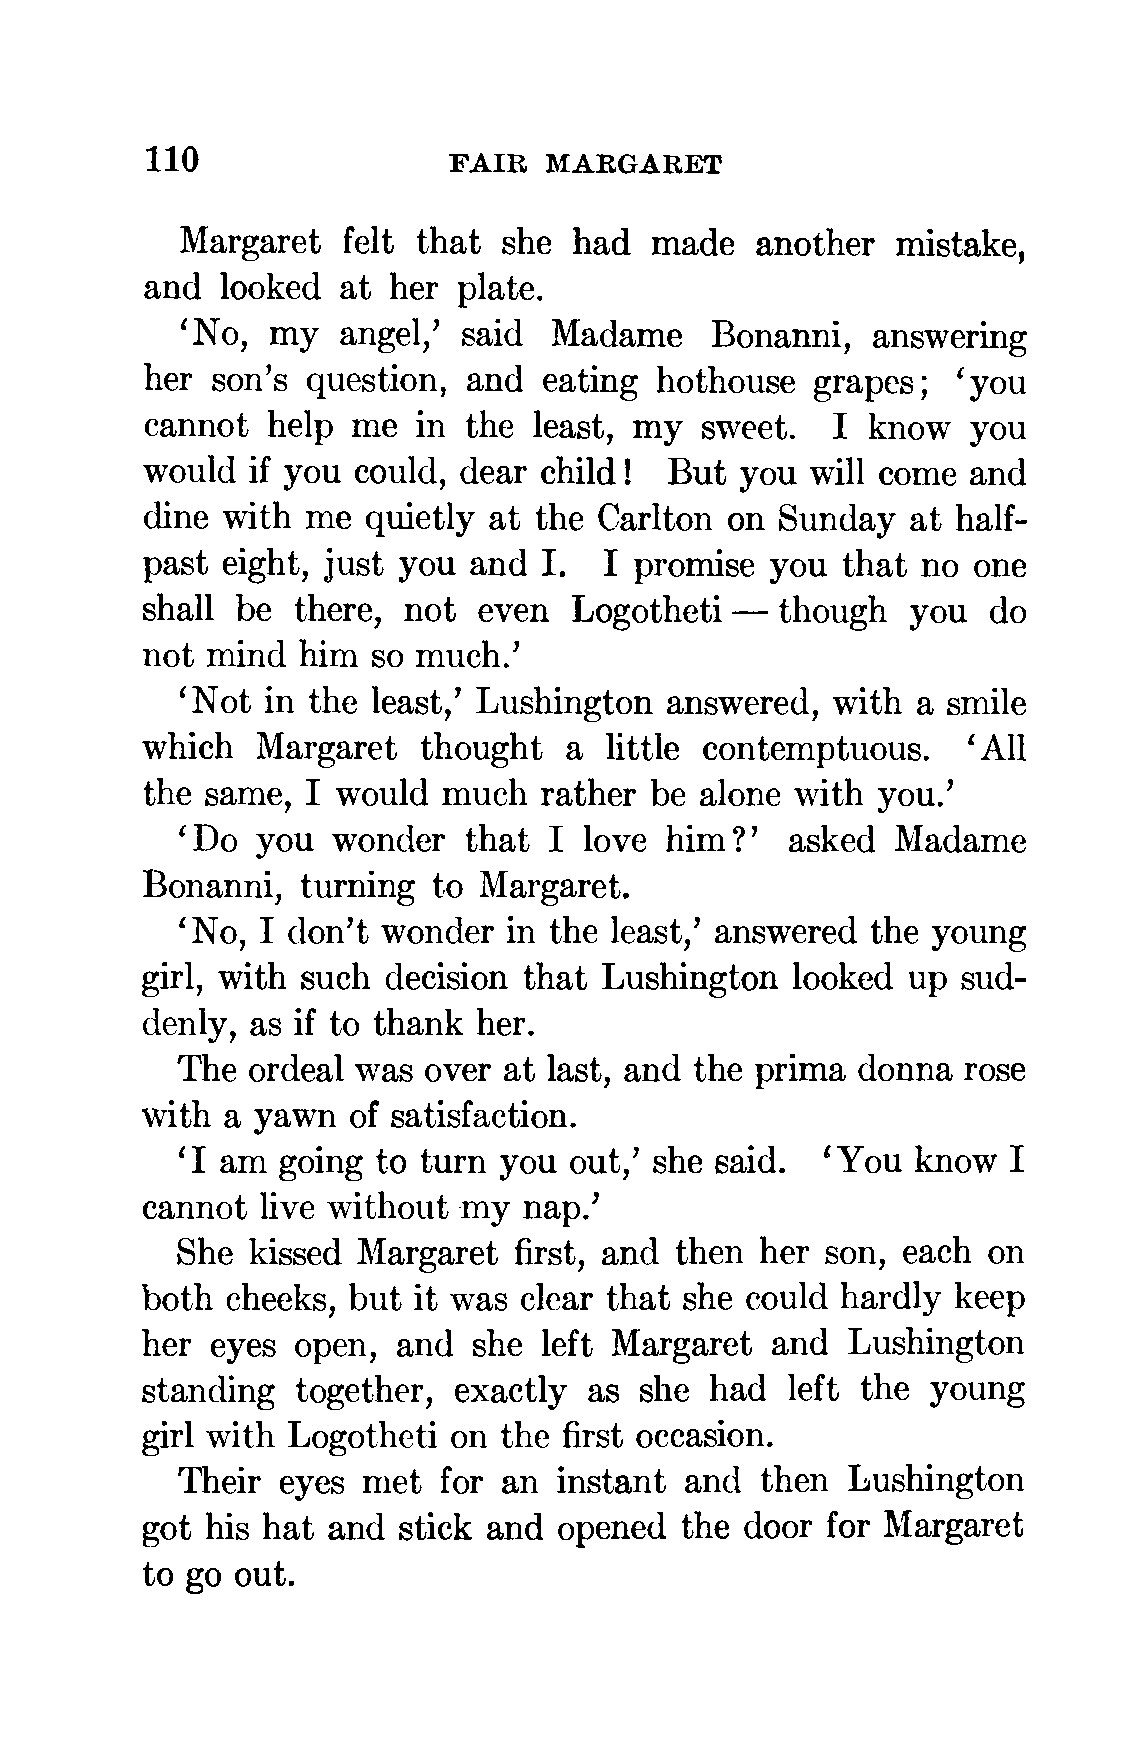 110 FAIR MARGARET
Margaret felt that she had made another mistake,
and looked at her plate.
‘No, my angel,’ said Madame Bonanni, answering
her son’s question, and eating hothouse grapes; ‘you
cannot help me in the least, my sweet. I know you
would if you could, dear child! But you will come and
dine with me quietly at the Carlton on Sunday at half-
past eight, just you and I. I promise you that no one
shall be there, not even Logotheti — though you do
not mind him so much.’
‘Not in the least,’ Lushington answered, with a smile
which Margaret thought a little contemptuous. ‘All
the same, I would much rather be alone with you.’
‘Do you wonder that I love him?’ asked Madame
Bonanni, turning to Margaret.
‘No, I don’t wonder in the least,’ answered the young
girl, with such decision that Lushington looked up sud-
denly, as if to thank her.
The ordeal was over at last, and the prima donna rose
with a yawn of satisfaction.
‘I am going to turn you out,’ she said. ‘You know I
cannot live without my nap.’
She kissed Margaret first, and then her son, each on
both cheeks, but it was clear that she could hardly keep
her eyes open, and she left Margaret and Lushington
standing together, exactly as she had left the young
girl with Logotheti on the first occasion.
Their eyes met for an instant and then Lushington
got his hat and stick and opened the door for Margaret
to go out.